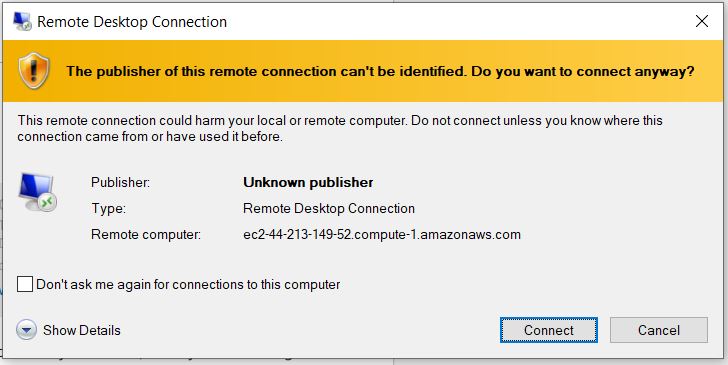 Remote Desktop Connection
The publisher of this remote connection can't be identified. Do you want to connect anyway?
This remote connection could harm your local or remote computer. Do not connect unless you know where this
connection came from or have used it before.
Publisher: Unknown publisher
Type: Remote Desktop Connection
Remote computer: ec2-44-213-149-52.compute-1.amazonaws.com
Don't ask me again for connections to this computer
Show Details Connect Cancel